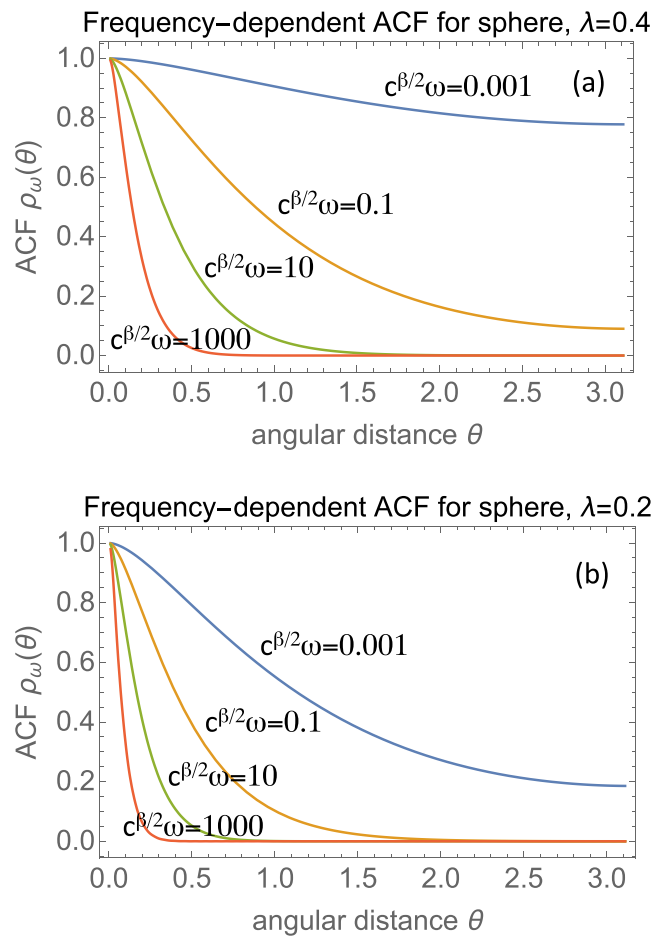 Frequency−dependent ACF for sphere, λ=0.4
(a)
c^β/2ω=0.001
c^β/2ω=0.1
c^β/2ω=10
c^β/2ω=1000
ACF ρω(θ)
1.0
0.8
0.6
0.4
0.2
0.0
0.0 0.5 1.0 1.5 2.0 2.5 3.0
angular distance θ
Frequency−dependent ACF for sphere, λ=0.2
(b)
c^β/2ω=0.001
c^β/2ω=0.1
c^β/2ω=10
c^β/2ω=1000
ACF ρω(θ)
1.0
0.8
0.6
0.4
0.2
0.0
0.0 0.5 1.0 1.5 2.0 2.5 3.0
angular distance θ